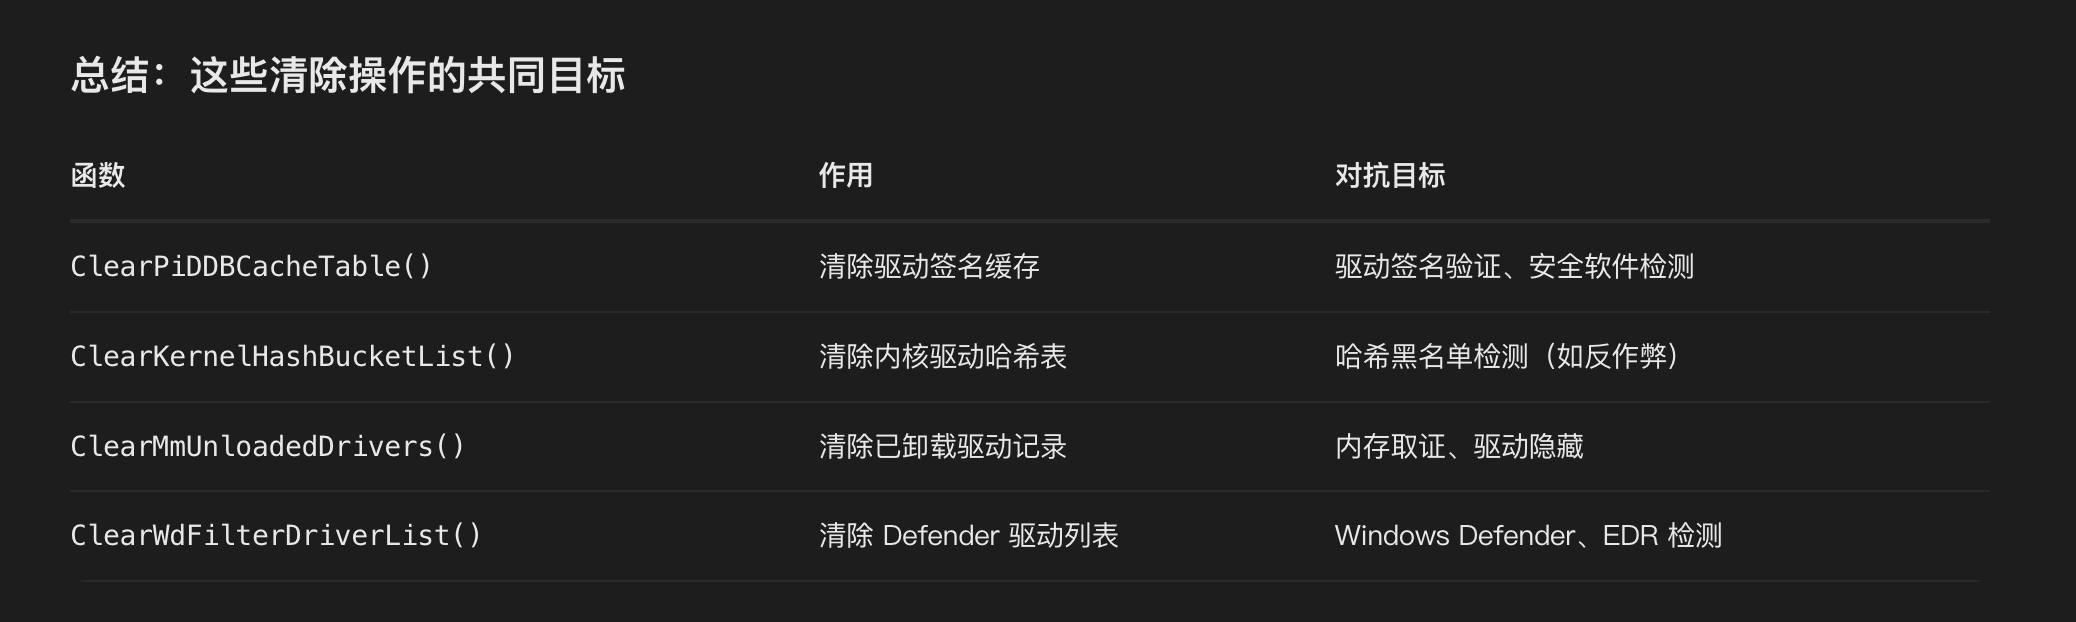 总结：这些清除操作的共同目标
函数 作用 对抗目标
ClearPiDDBCacheTable() 清除驱动签名缓存 驱动签名验证、安全软件检测
ClearKernelHashBucketList() 清除内核驱动哈希表 哈希黑名单检测（如反作弊）
ClearMmUnloadedDrivers() 清除已卸载驱动记录 内存取证、驱动隐藏
ClearWdFilterDriverList() 清除 Defender 驱动列表 Windows Defender、EDR 检测